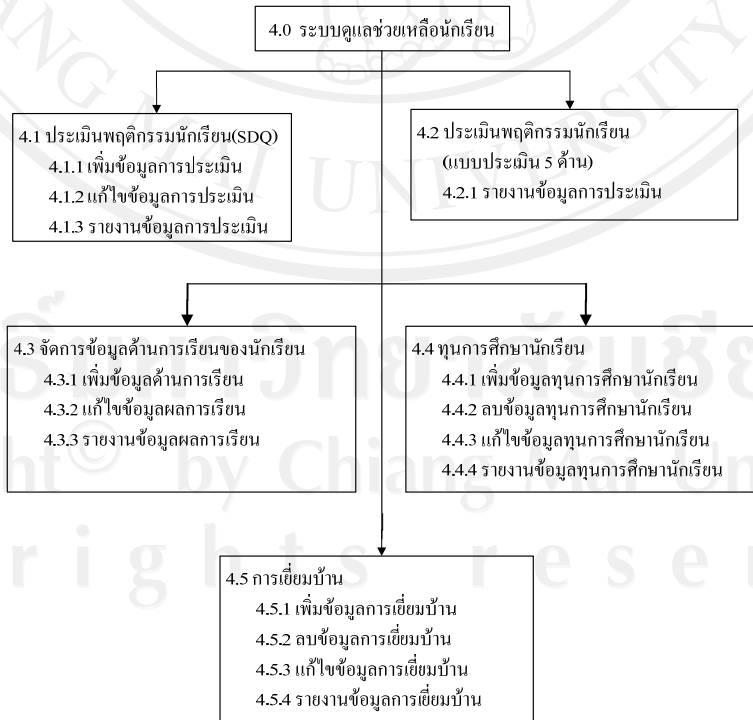 4.0 ระบบดูแลช่วยเหลือนักเรียน
4.1 ประเมินพฤติกรรมนักเรียน(SDQ)
4.1.1 เพิ่มข้อมูลการประเมิน
4.1.2 แก้ไขข้อมูลการประเมิน
4.1.3 รายงานข้อมูลการประเมิน
4.2 ประเมินพฤติกรรมนักเรียน
(แบบประเมิน 5 ด้าน)
4.2.1 รายงานข้อมูลการประเมิน
4.3 จัดการข้อมูลด้านการเรียนของนักเรียน
4.3.1 เพิ่มข้อมูลด้านการเรียน
4.3.2 แก้ไขข้อมูลผลการเรียน
4.3.3 รายงานข้อมูลผลการเรียน
4.4 ทุนการศึกษานักเรียน
4.4.1 เพิ่มข้อมูลทุนการศึกษานักเรียน
4.4.2 ลบข้อมูลทุนการศึกษานักเรียน
4.4.3 แก้ไขข้อมูลทุนการศึกษานักเรียน
4.4.4 รายงานข้อมูลทุนการศึกษานักเรียน
4.5 การเยี่ยมบ้าน
4.5.1 เพิ่มข้อมูลการเยี่ยมบ้าน
4.5.2 ลบข้อมูลการเยี่ยมบ้าน
4.5.3 แก้ไขข้อมูลการเยี่ยมบ้าน
4.5.4 รายงานข้อมูลการเยี่ยมบ้าน
UNIVERSITY
by Chiang Mai